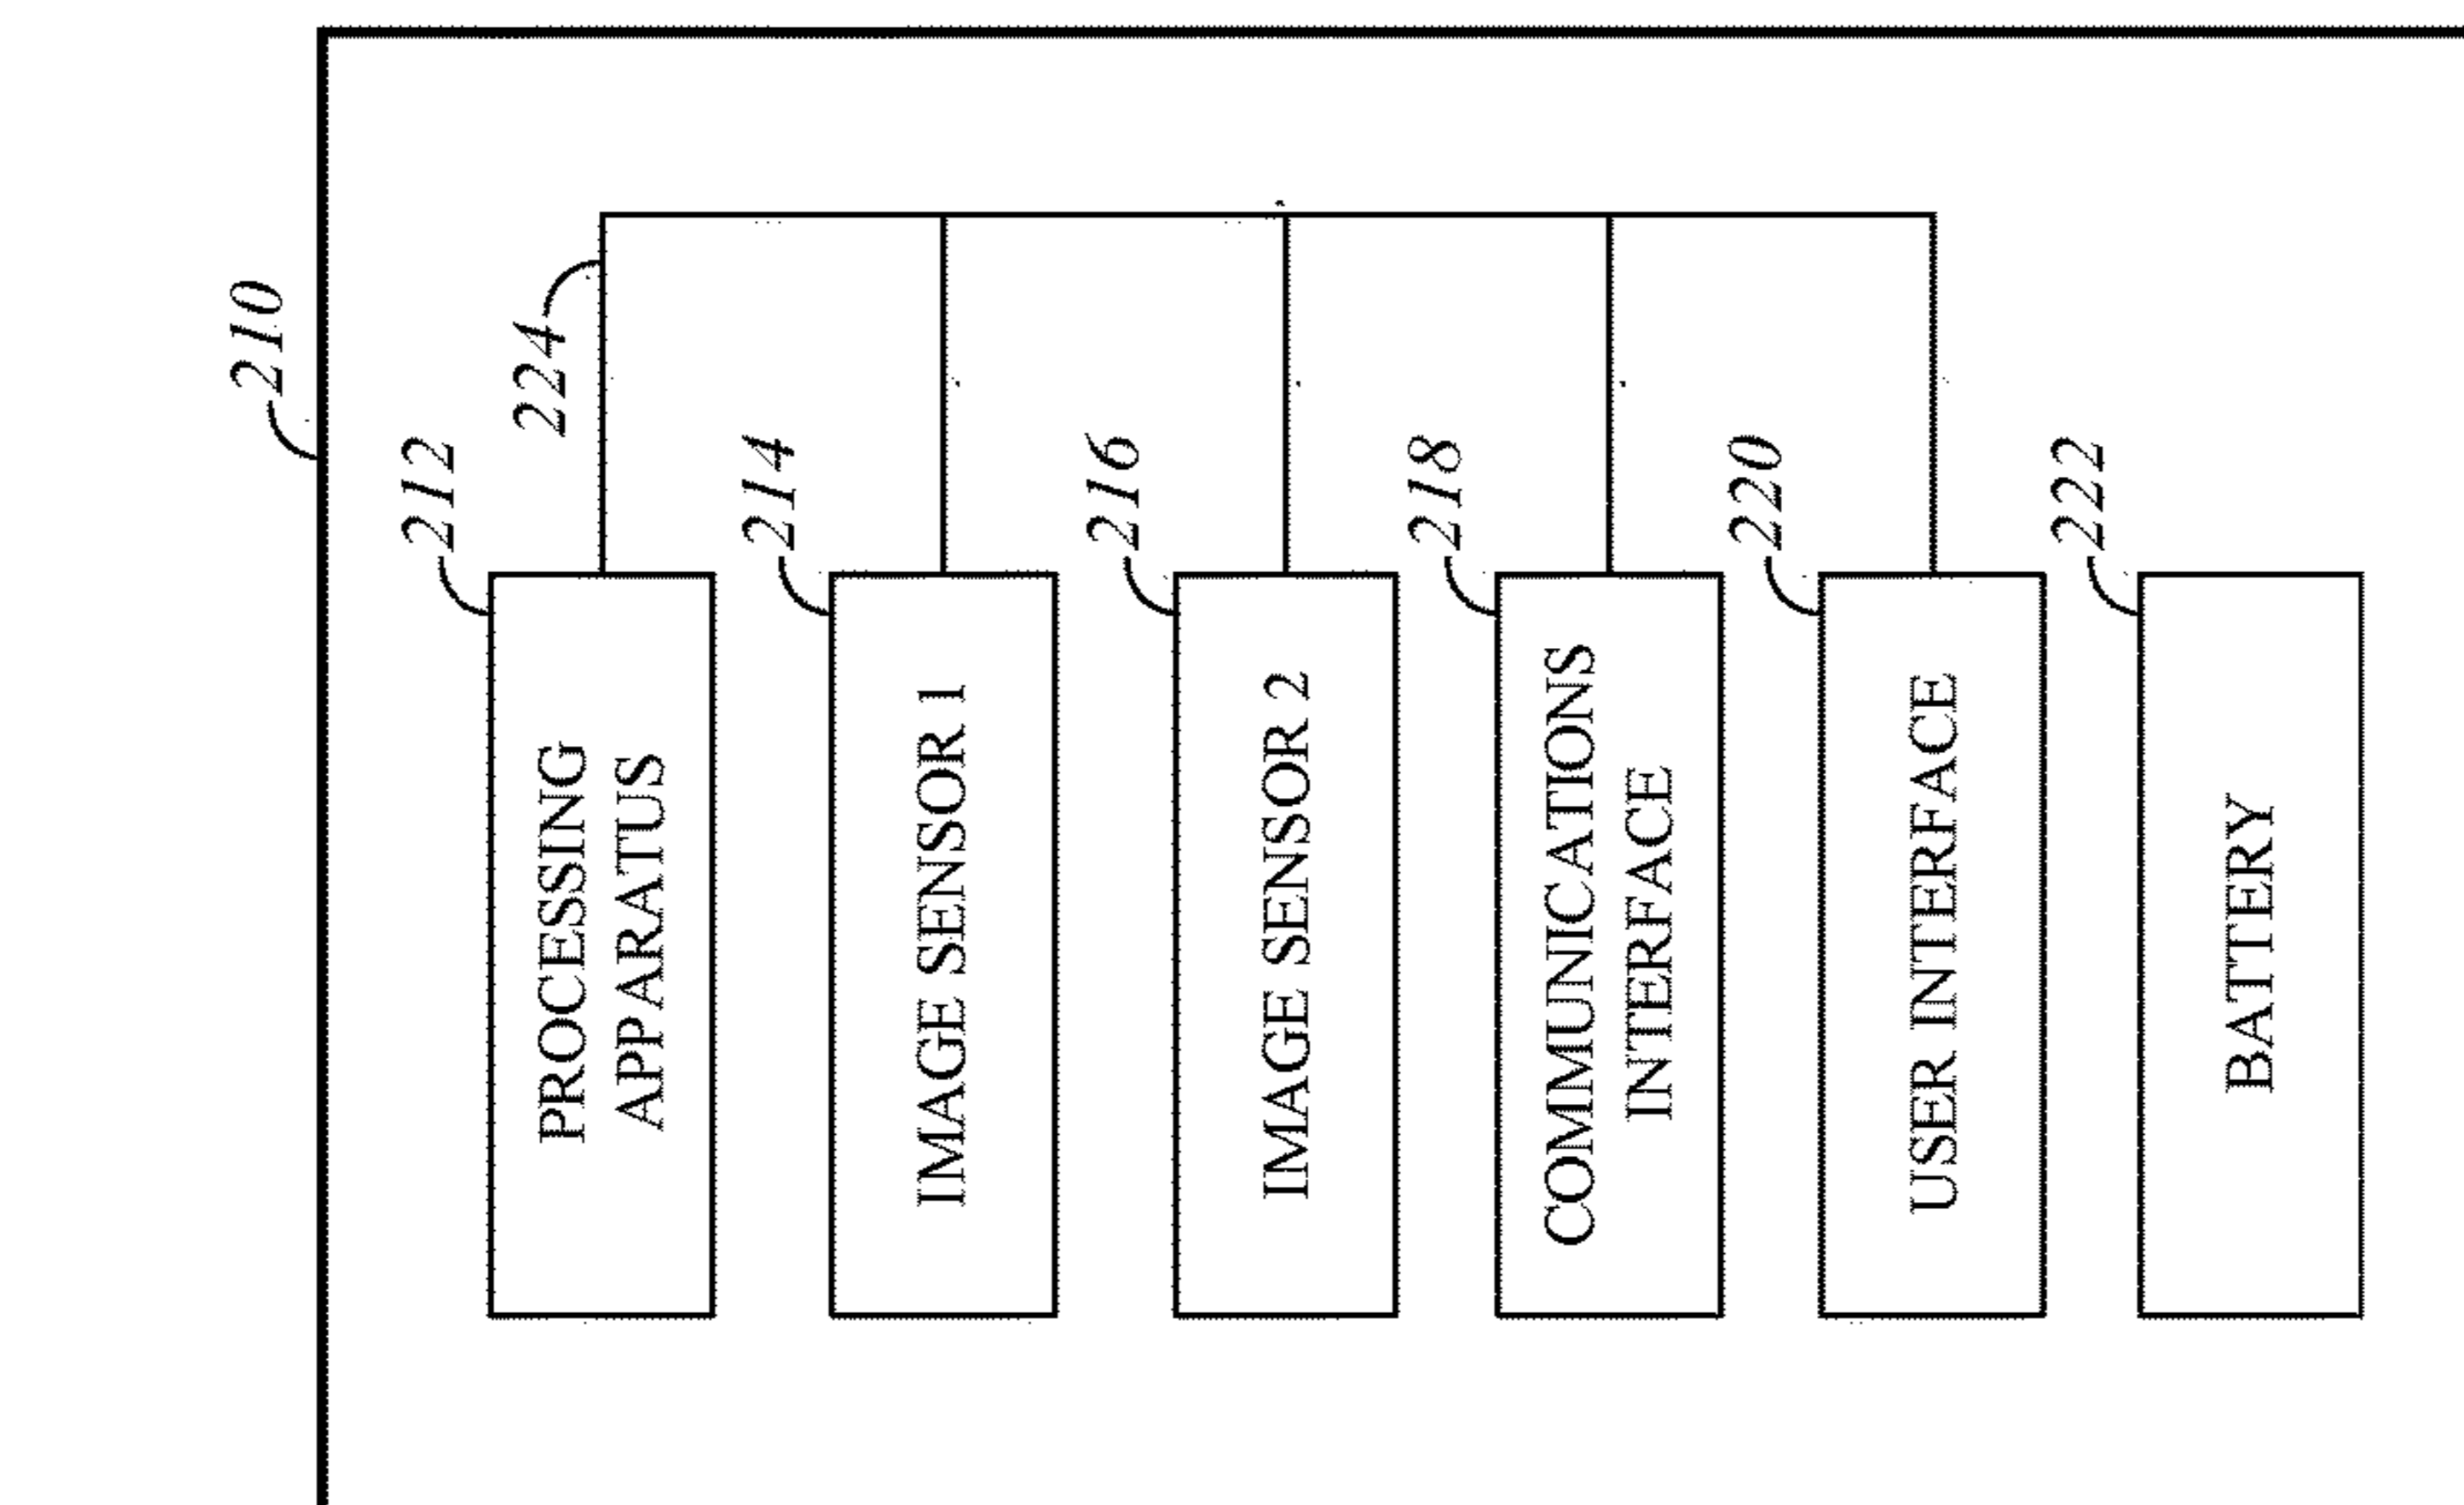 210
212
224
PROCESSING
APPARATUS
214
IMAGE SENSOR 1
216
IMAGE SENSOR 2
218
COMMUNICATIONS
INTERFACE
220
USER INTERFACE
222
BATTERY